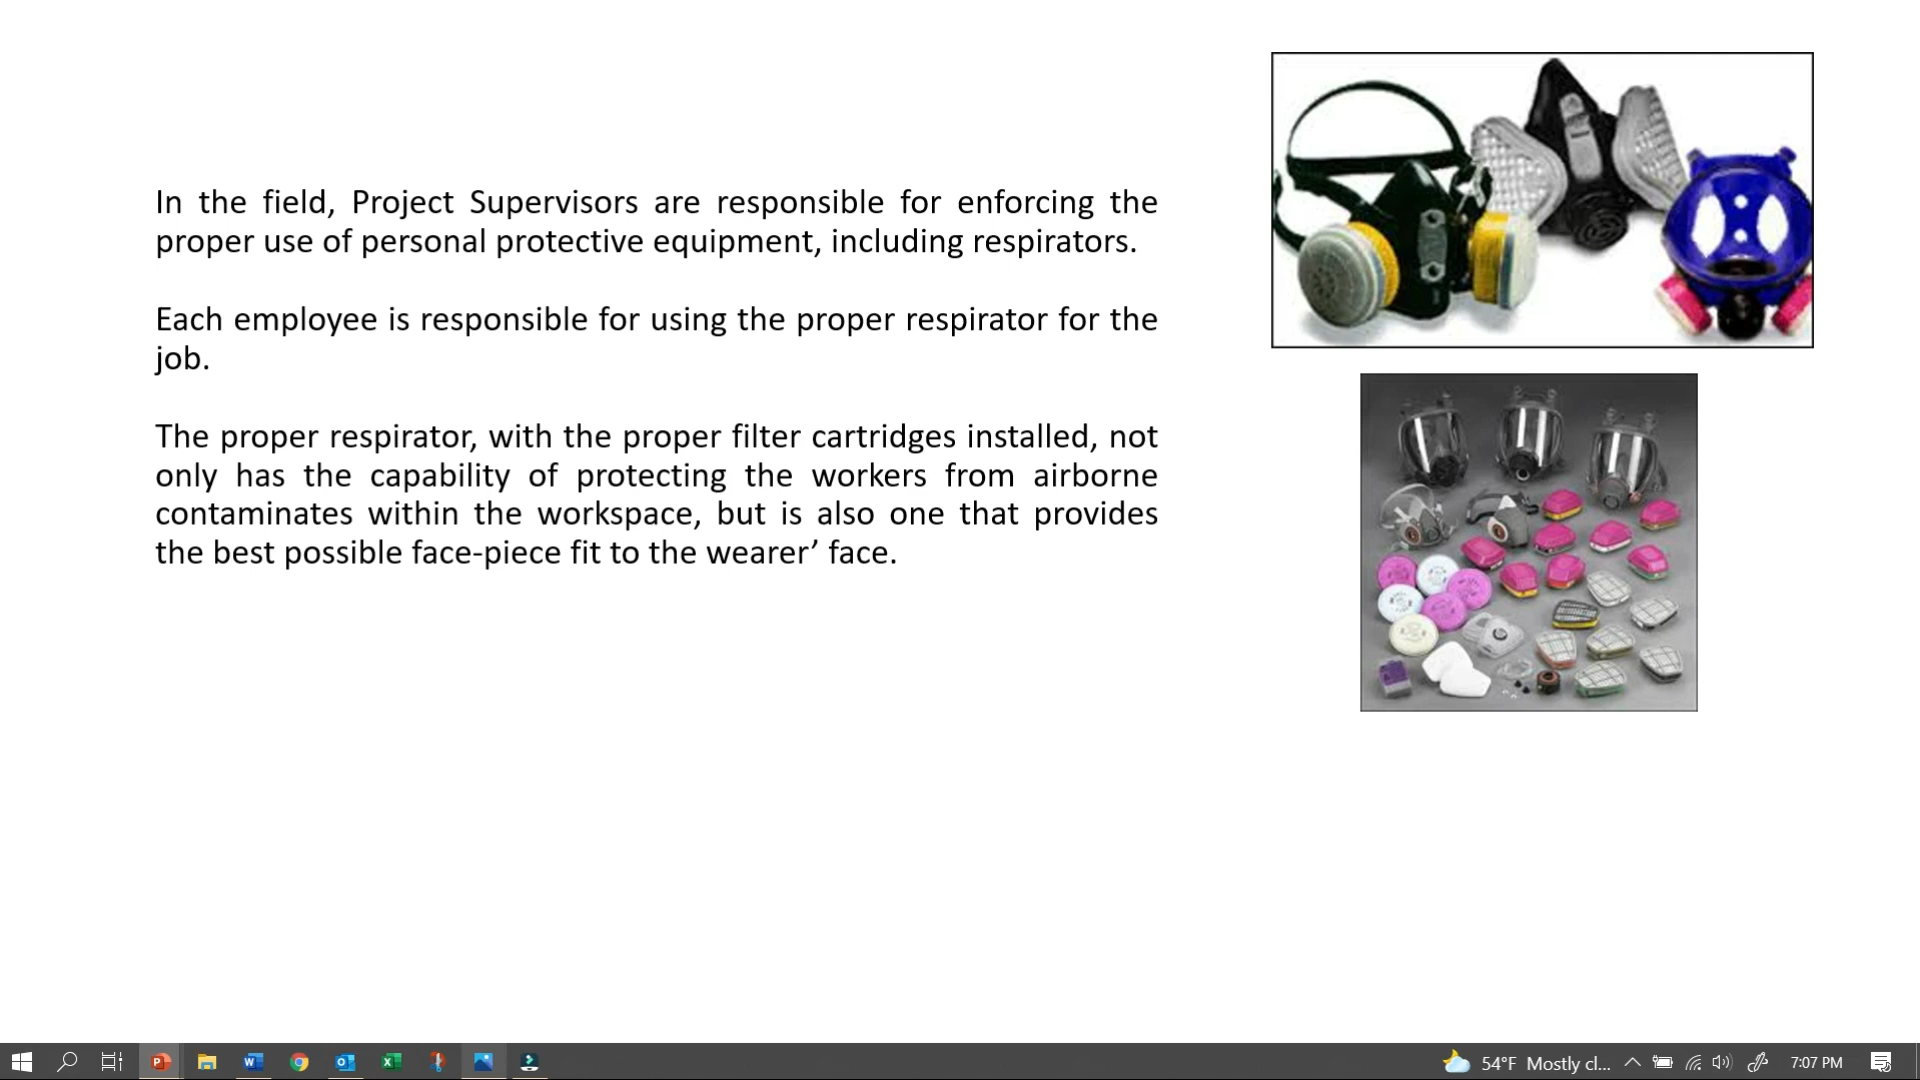 In the field, Project Supervisors are responsible for enforcing the
proper use of personal protective equipment, including respirators.
Each employee is responsible for using the proper respirator for the
job.
The proper respirator, with the proper filter cartridges installed, not
only has the capability of protecting the workers from airborne
contaminates within the workspace, but is also one that provides
the best possible face-piece fit to the wearer’ face.
54°F Mostly cl... 7:07 PM